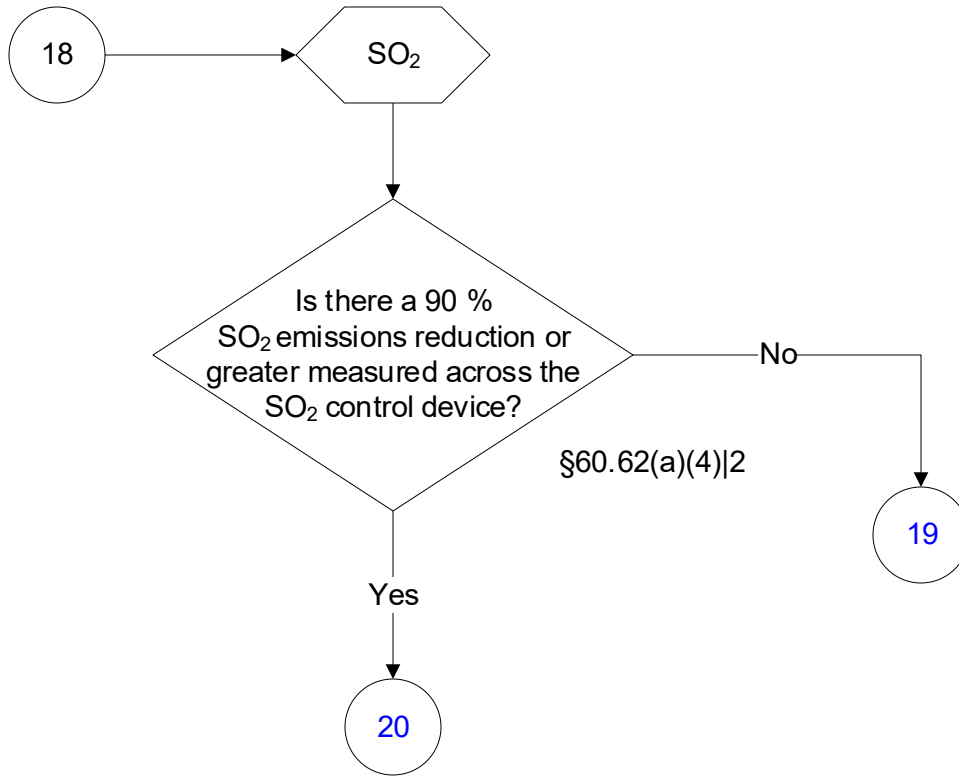 18
SO₂
Is there a 90 %
SO₂ emissions reduction or
greater measured across the
SO₂ control device?
No
§60.62(a)(4)|2
19
Yes
20